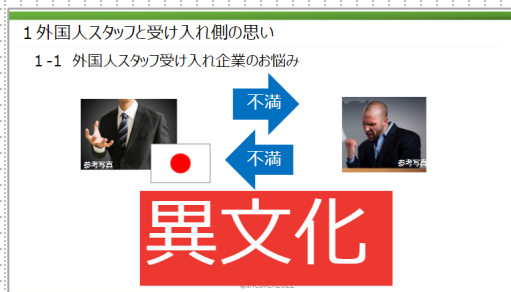 1外国人スタッフと受け入れ側の思い
1-1 外国人スタッフ受け入れ企業のお悩み
不満
不満
参考写真
参考写真
異文化